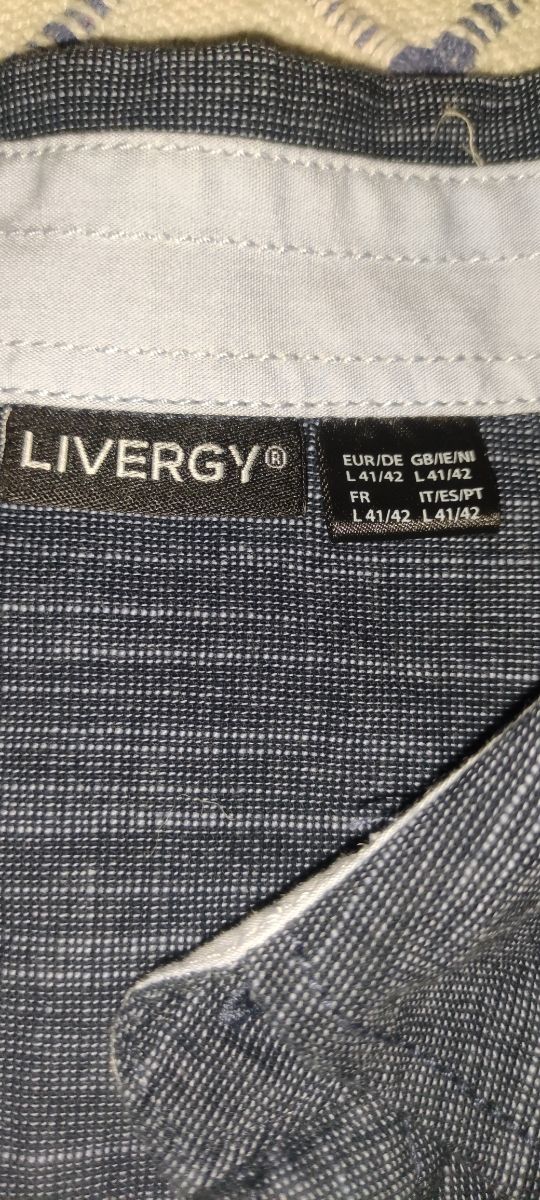 LIVERGY®
EUR/DE GB/IE/NI
L 41/42 L 41/42
FR IT/ES/PT
L 41/42 L 41/42